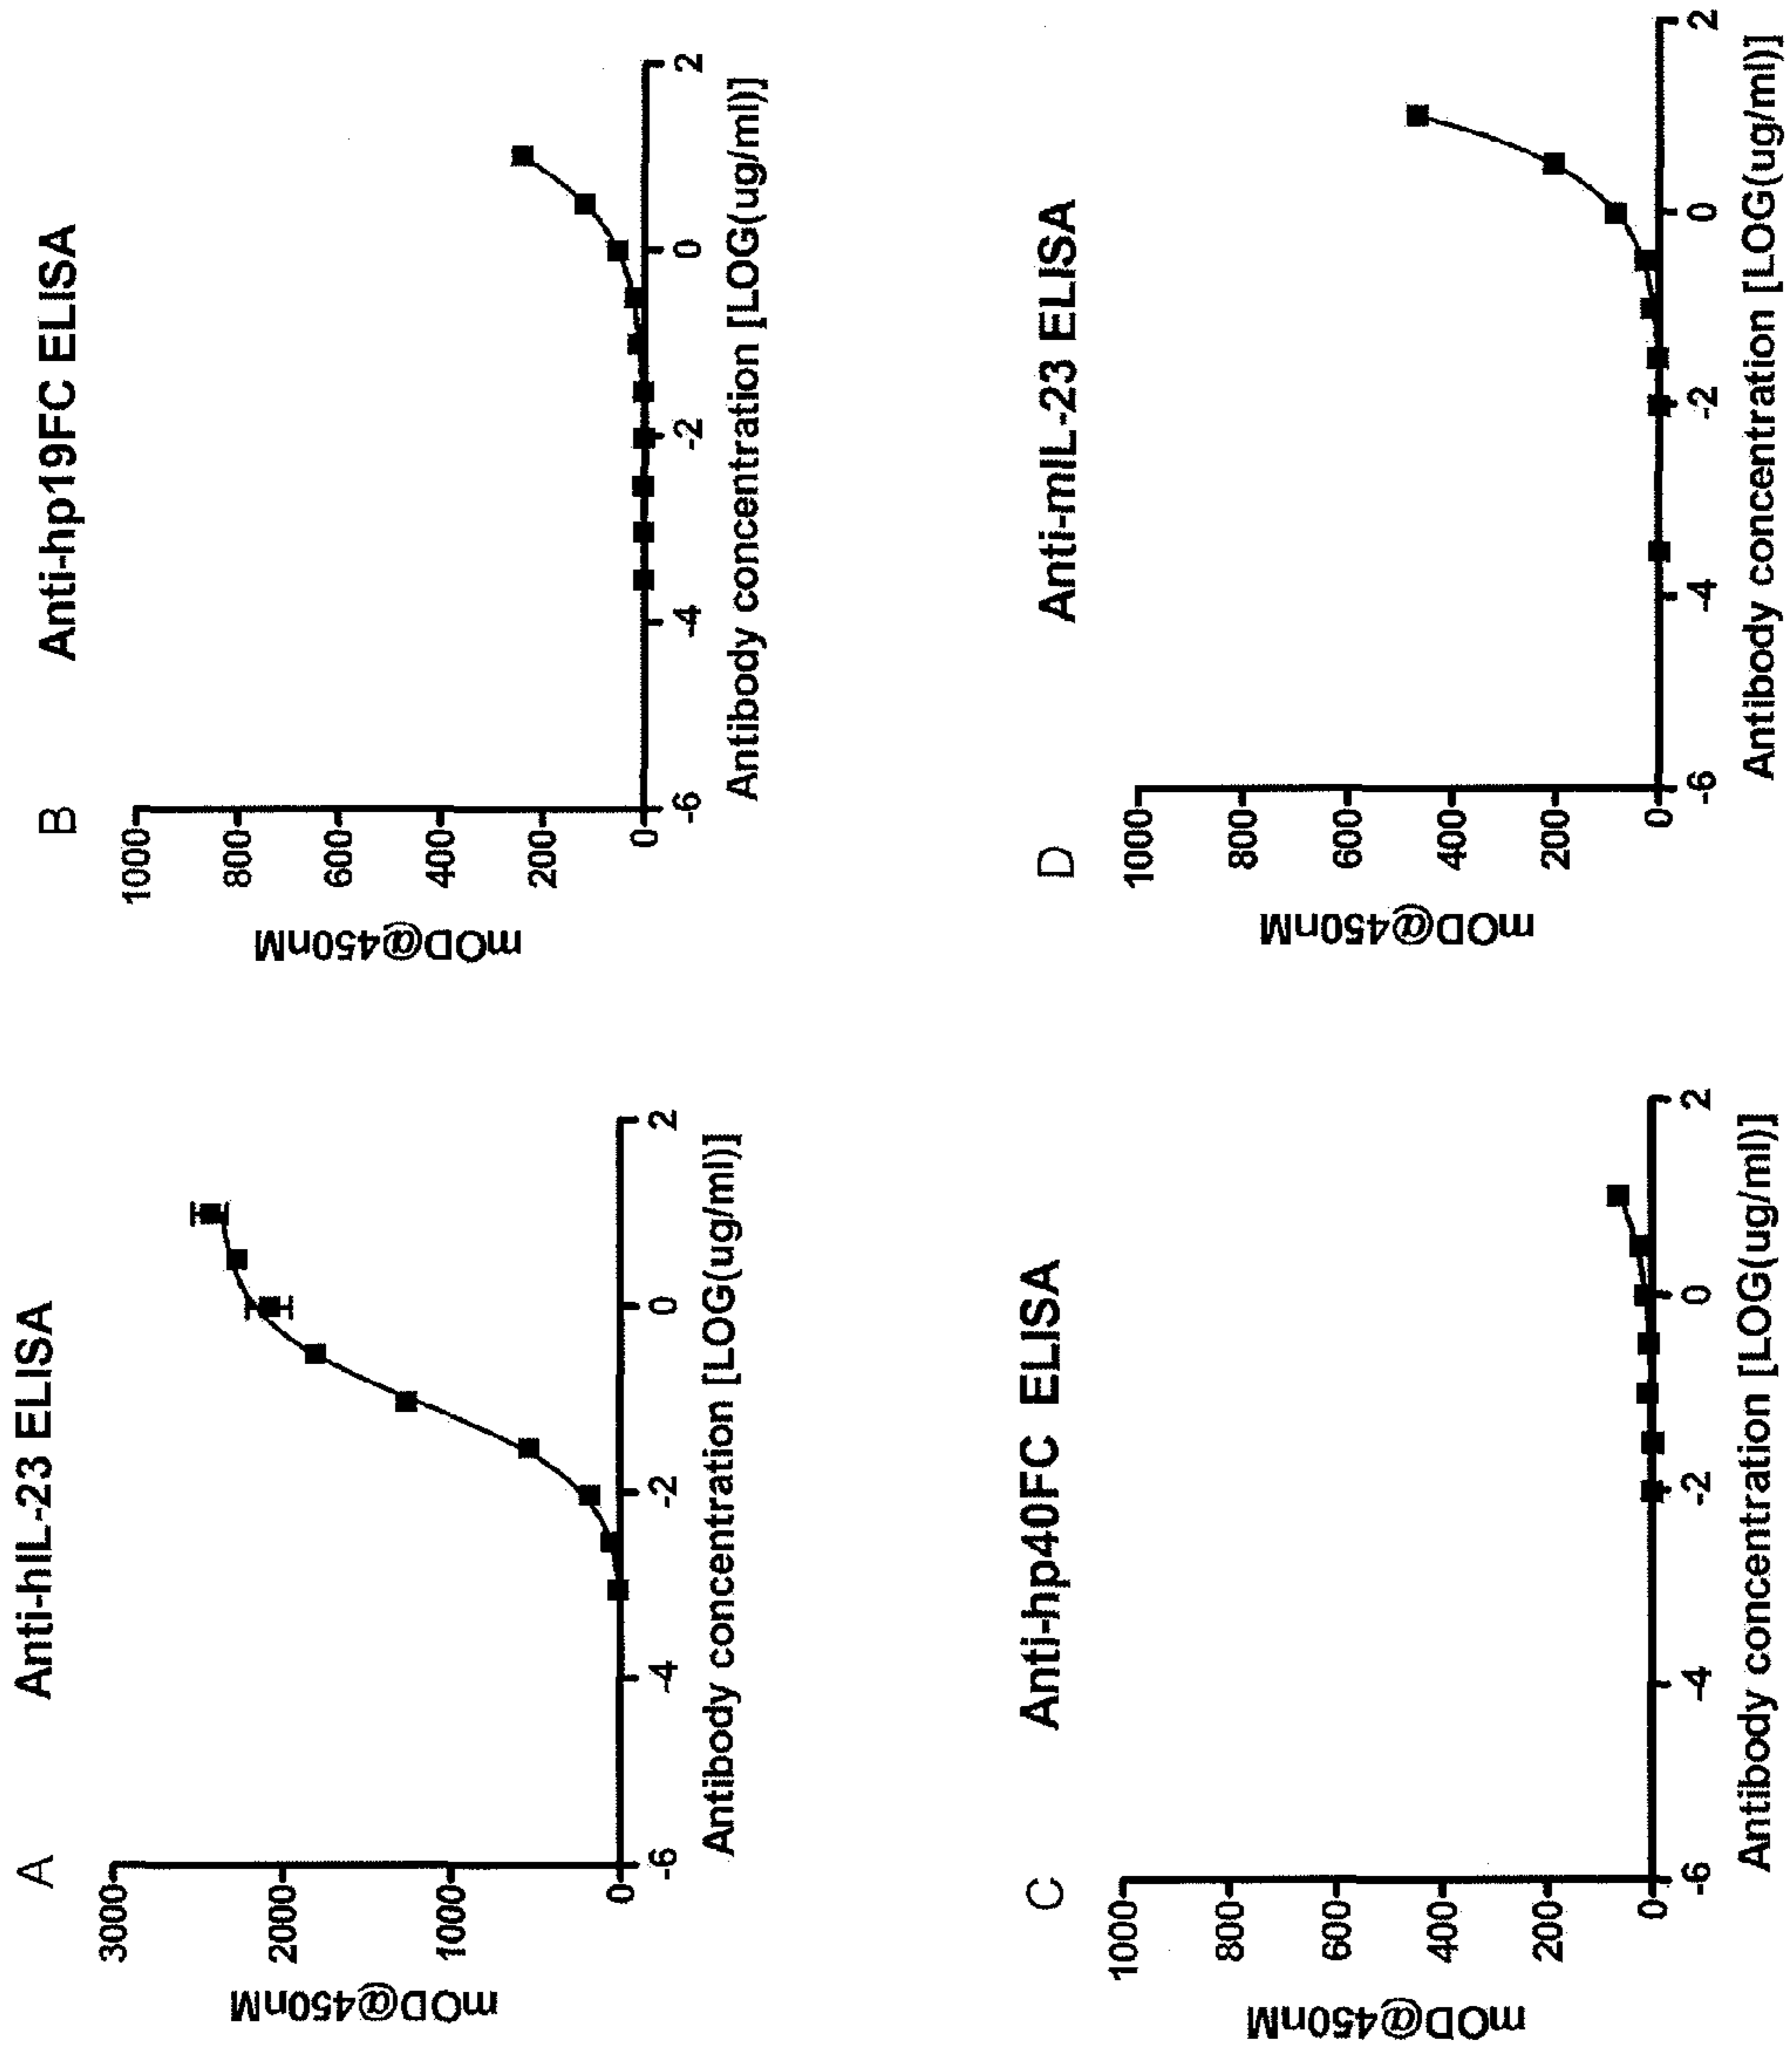 A
Anti-hIL-23 ELISA
mOD@450nM
3000
2000
1000
0
-6
-4
-2
0
2
Antibody concentration [LOG(ug/ml)]
B
Anti-hp19FC ELISA
mOD@450nM
1000
800
600
400
200
0
-6
-4
-2
0
2
Antibody concentration [LOG(ug/ml)]
C
Anti-hp40FC ELISA
mOD@450nM
1000
800
600
400
200
0
-6
-4
-2
0
2
Antibody concentration [LOG(ug/ml)]
D
Anti-mIL-23 ELISA
mOD@450nM
1000
800
600
400
200
0
-6
-4
-2
0
2
Antibody concentration [LOG(ug/ml)]